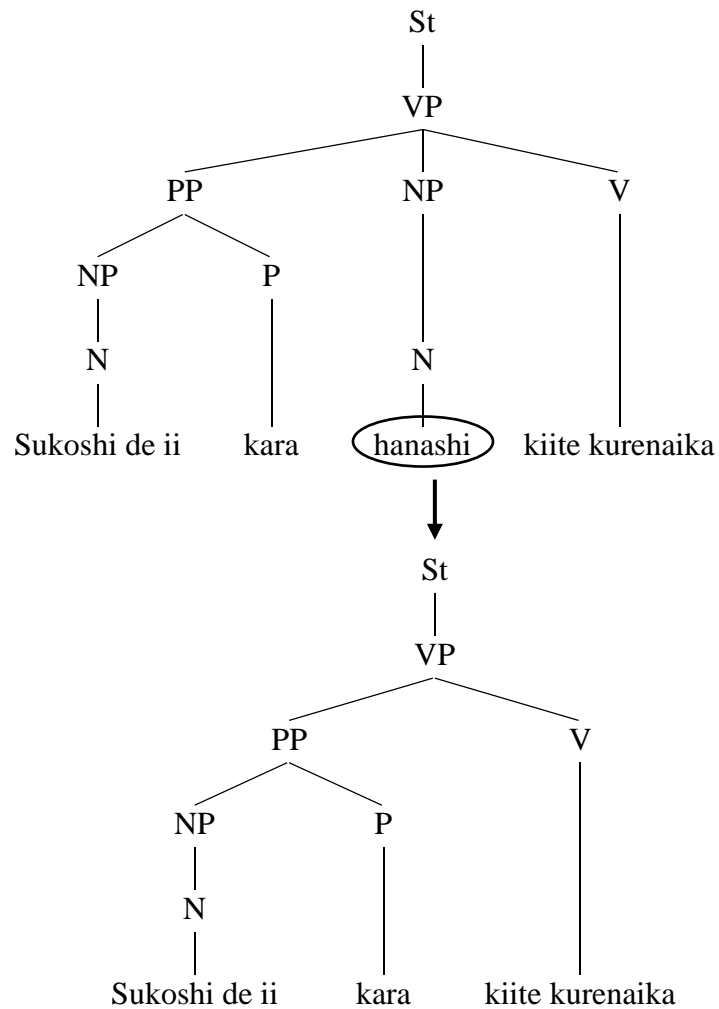 St
VP
PP NP V
NP P
N N
Sukoshi de ii kara hanashi kiite kurenaika
St
VP
PP V
NP P
N
Sukoshi de ii kara kiite kurenaika